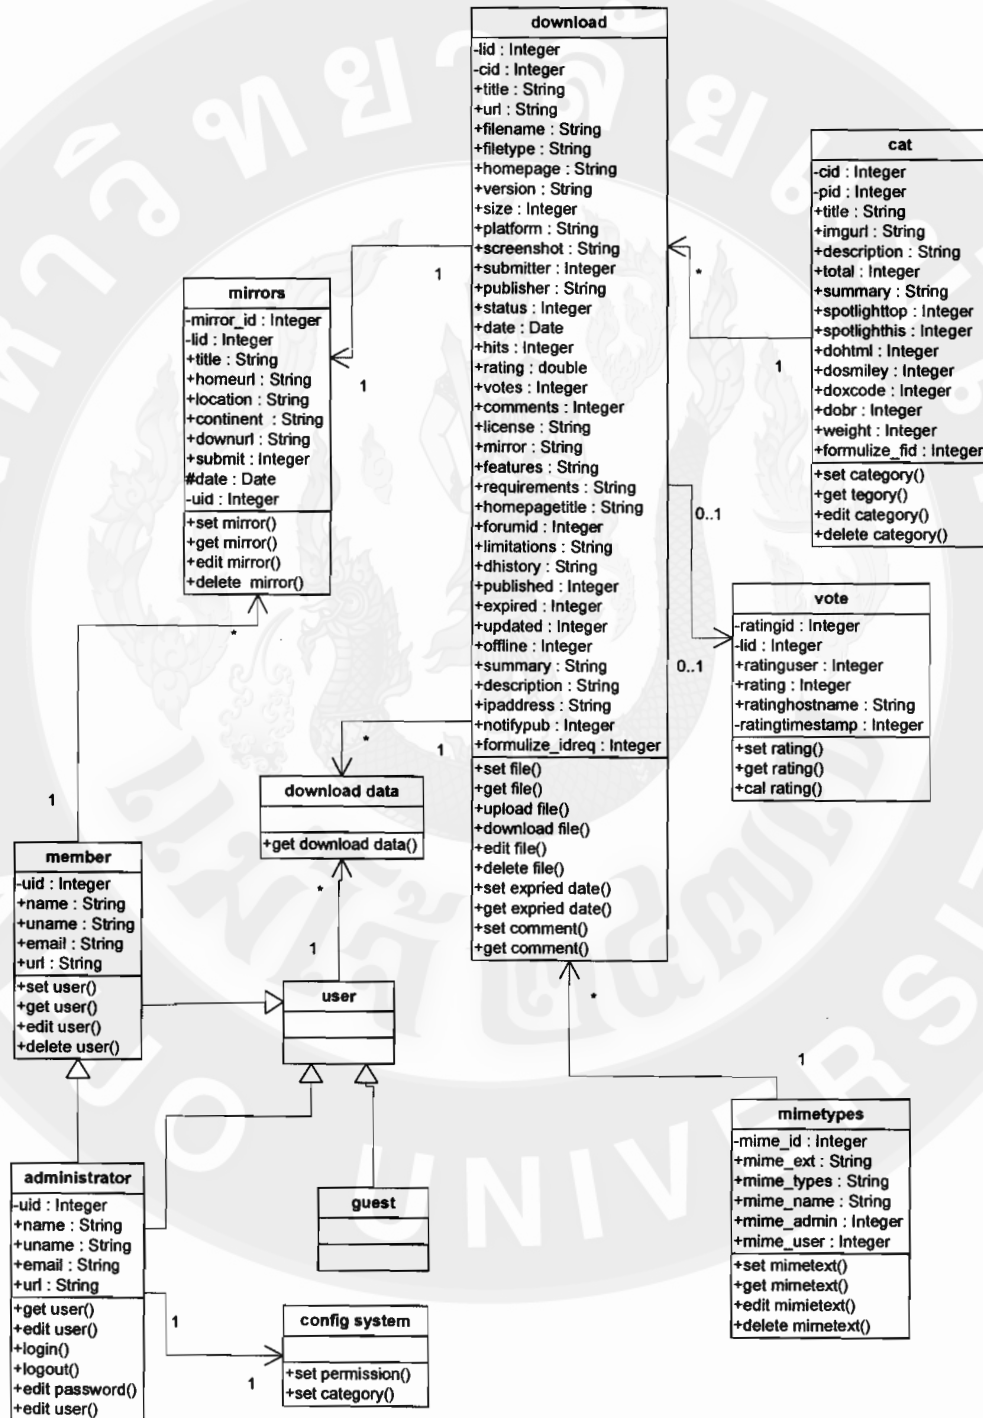 download
-lid : Integer
-cid : Integer
+title : String
+url : String
+filename : String
+filetype : String
+homepage : String
+version : String
+size : Integer
+platform : String
+screenshot : String
+submitter : Integer
+publisher : String
+status : Integer
+date : Date
+hits : Integer
+rating : double
+votes : Integer
+comments : Integer
+license : String
+mirror : String
+features : String
+requirements : String
+homepagetitle : String
+forumid : Integer
+limitations : String
+dhistory : String
+published : Integer
+expired : Integer
+updated : Integer
+offline : Integer
+summary : String
+description : String
+ipaddress : String
+notifypub : Integer
+formulize_idreq : Integer
+set file()
+get file()
+upload file()
+download file()
+edit file()
+delete file()
+set expried date()
+get expried date()
+set comment()
+get comment()
cat
-cid : Integer
-pid : Integer
+title : String
+imgurl : String
+description : String
+total : Integer
+summary : String
+spotlighttop : Integer
+spotlighthis : Integer
+dohtml : Integer
+dosmiley : Integer
+doxcode : Integer
+dobr : Integer
+weight : Integer
+formulize_fid : Integer
+set category()
+get tegory()
+edit category()
+delete category()
*
1
1
1
mirrors
-mirror_id : Integer
-lid : Integer
+title : String
+homeurl : String
+location : String
+continent : String
+downurl : String
+submit : Integer
#date : Date
-uid : Integer
+set mirror()
+get mirror()
+edit mirror()
+delete mirror()
*
1
0..1
0..1
vote
-ratingid : Integer
-lid : Integer
+ratinguser : Integer
+rating : Integer
+ratinghostname : String
-ratingtimestamp : Integer
+set rating()
+get rating()
+cal rating()
*
1
download data
+get download data()
*
1
member
-uid : Integer
+name : String
+uname : String
+email : String
+url : String
+set user()
+get user()
+edit user()
+delete user()
user
*
1
mimetypes
-mime_id : Integer
+mime_ext : String
+mime_types : String
+mime_name : String
+mime_admin : Integer
+mime_user : Integer
+set mimetext()
+get mimetext()
+edit mimietext()
+delete mimetext()
administrator
-uid : Integer
+name : String
+uname : String
+email : String
+url : String
+get user()
+edit user()
+login()
+logout()
+edit password()
+edit user()
guest
1
1
config system
+set permission()
+set category()
UNIVERSI